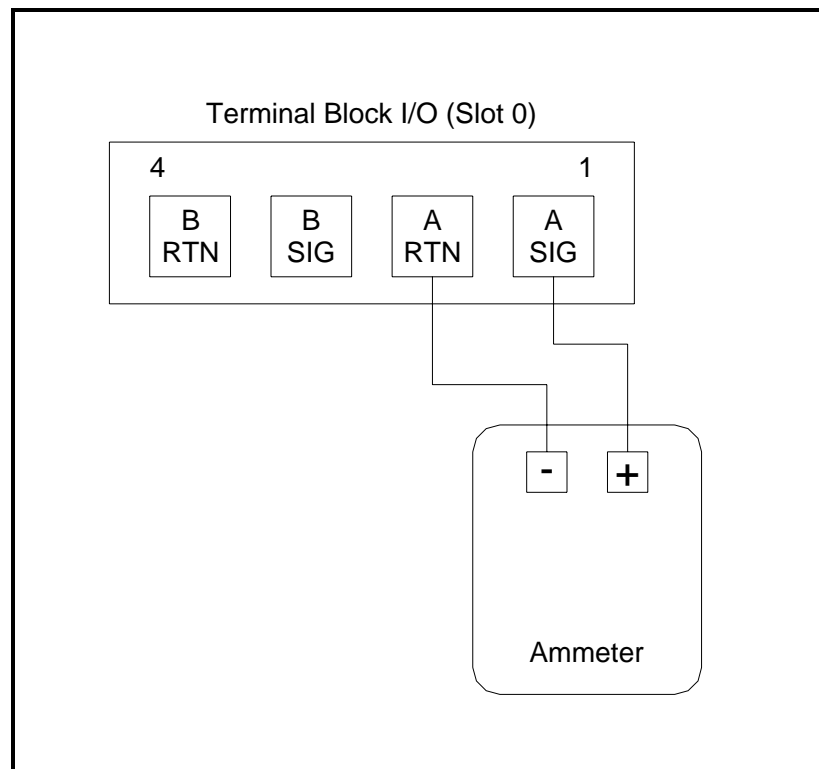 Terminal Block I/O (Slot 0)
4 1
B RTN
B SIG
A RTN
A SIG
- +
Ammeter